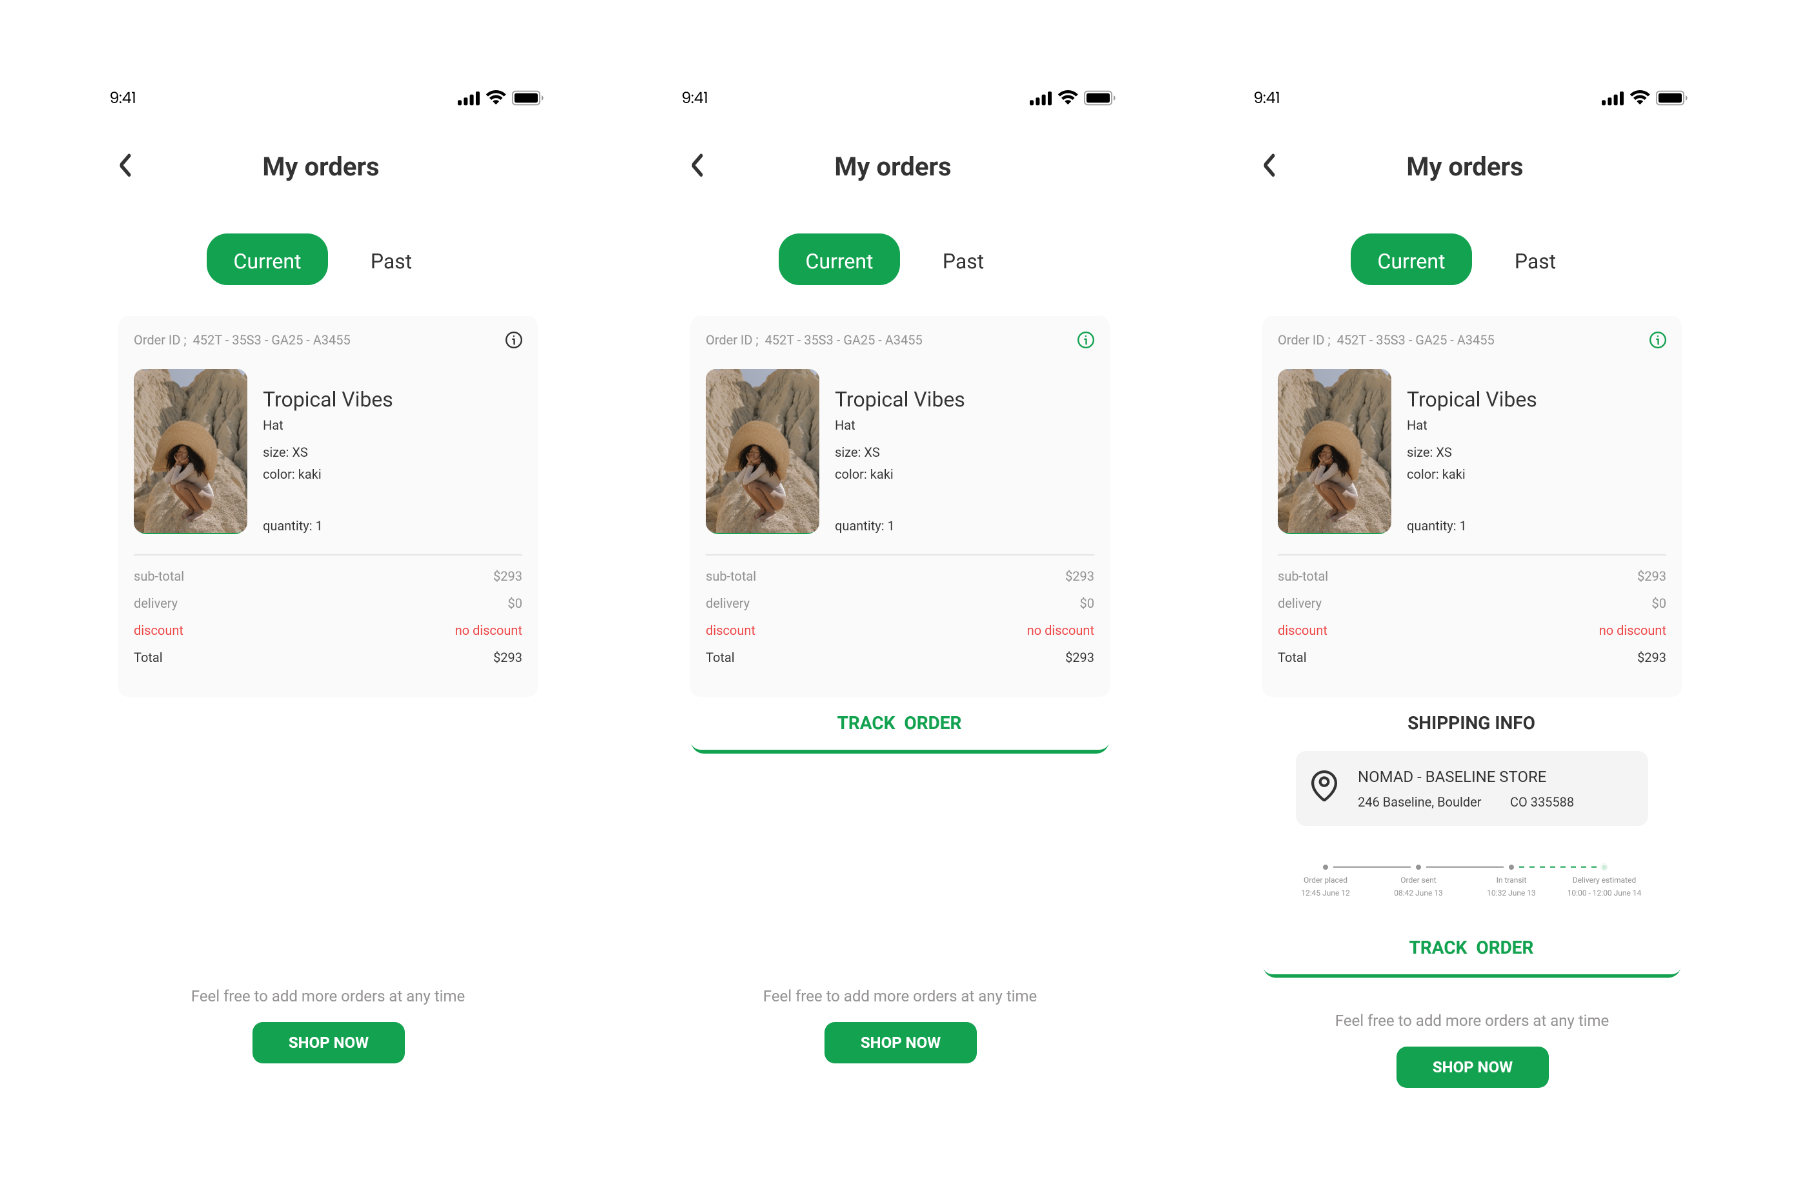 9:41
My orders
Current Past
Order ID ; 452T - 35S3 - GA25 - A3455
Tropical Vibes
Hat
size: XS
color: kaki
quantity: 1
sub-total $293
delivery $0
discount no discount
Total $293
Feel free to add more orders at any time
SHOP NOW
9:41
My orders
Current Past
Order ID ; 452T - 35S3 - GA25 - A3455
Tropical Vibes
Hat
size: XS
color: kaki
quantity: 1
sub-total $293
delivery $0
discount no discount
Total $293
TRACK ORDER
Feel free to add more orders at any time
SHOP NOW
9:41
My orders
Current Past
Order ID ; 452T - 35S3 - GA25 - A3455
Tropical Vibes
Hat
size: XS
color: kaki
quantity: 1
sub-total $293
delivery $0
discount no discount
Total $293
SHIPPING INFO
NOMAD - BASELINE STORE
246 Baseline, Boulder CO 335588
Order placed Order sent In transit Delivery estimated
12:45 June 12 08:42 June 13 10:32 June 13 10:00 - 12:00 June 14
TRACK ORDER
Feel free to add more orders at any time
SHOP NOW